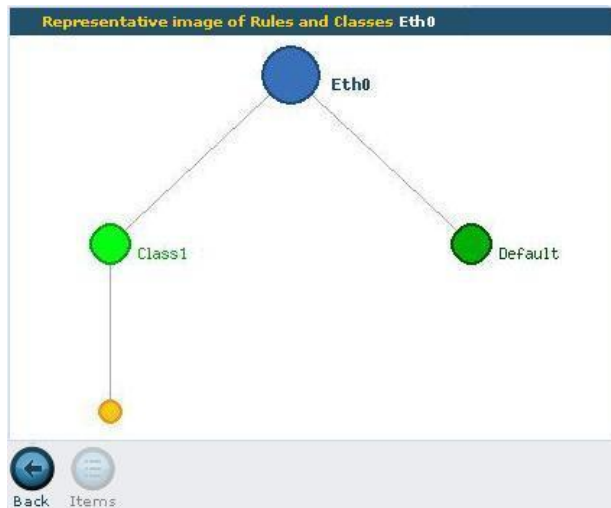 Representative image of Rules and Classes Eth0
Eth0
Class1
Default
Back Items